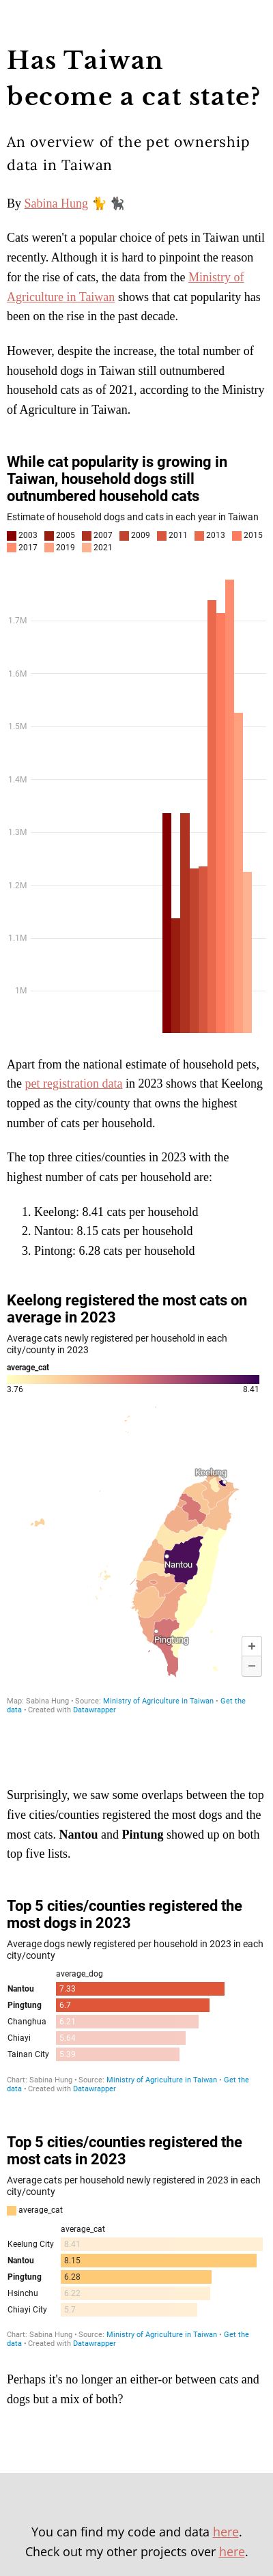 Has Taiwan
become a cat state?
An overview of the pet ownership
data in Taiwan
By Sabina Hung 🐈 🐈‍⬛
Cats weren't a popular choice of pets in Taiwan until
recently. Although it is hard to pinpoint the reason
for the rise of cats, the data from the Ministry of
Agriculture in Taiwan shows that cat popularity has
been on the rise in the past decade.
However, despite the increase, the total number of
household dogs in Taiwan still outnumbered
household cats as of 2021, according to the Ministry
of Agriculture in Taiwan.
While cat popularity is growing in
Taiwan, household dogs still
outnumbered household cats
Estimate of household dogs and cats in each year in Taiwan
2003 2005 2007 2009 2011 2013 2015
2017 2019 2021
1.7M
1.6M
1.5M
1.4M
1.3M
1.2M
1.1M
1M
Apart from the national estimate of household pets,
the pet registration data in 2023 shows that Keelong
topped as the city/county that owns the highest
number of cats per household.
The top three cities/counties in 2023 with the
highest number of cats per household are:
1. Keelong: 8.41 cats per household
2. Nantou: 8.15 cats per household
3. Pintong: 6.28 cats per household
Keelong registered the most cats on
average in 2023
Average cats newly registered per household in each
city/county in 2023
average_cat
3.76 8.41
Keelung
Nantou
Pingtung
+
−
Map: Sabina Hung • Source: Ministry of Agriculture in Taiwan • Get the
data • Created with Datawrapper
Surprisingly, we saw some overlaps between the top
five cities/counties registered the most dogs and the
most cats. Nantou and Pintung showed up on both
top five lists.
Top 5 cities/counties registered the
most dogs in 2023
Average dogs newly registered per household in 2023 in each
city/county
average_dog
Nantou 7.33
Pingtung 6.7
Changhua 6.21
Chiayi 5.64
Tainan City 5.39
Chart: Sabina Hung • Source: Ministry of Agriculture in Taiwan • Get the
data • Created with Datawrapper
Top 5 cities/counties registered the
most cats in 2023
Average cats per household newly registered in 2023 in each
city/county
average_cat
average_cat
Keelung City 8.41
Nantou 8.15
Pingtung 6.28
Hsinchu 6.22
Chiayi City 5.7
Chart: Sabina Hung • Source: Ministry of Agriculture in Taiwan • Get the
data • Created with Datawrapper
Perhaps it's no longer an either-or between cats and
dogs but a mix of both?
You can find my code and data here.
Check out my other projects over here.